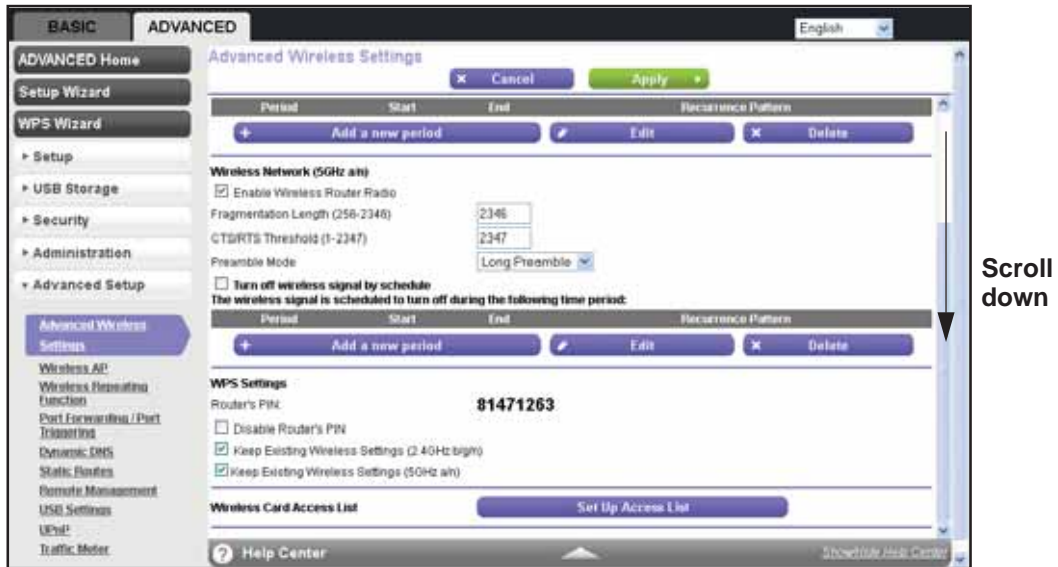 BASIC ADVANCED English
ADVANCED Home
Setup Wizard
WPS Wizard
Setup
USB Storage
Security
Administration
Advanced Setup
Advanced Wireless
Settings
Wireless AP
Wireless Repeating
Function
Port Forwarding / Port
Triggering
Dynamic DNS
Static Routes
Remote Management
USB Settings
UPnP
Traffic Meter
Advanced Wireless Settings
Cancel Apply
Period Start End Recurrence Pattern
Add a new period Edit Delete
Wireless Network (5GHz a/n)
Enable Wireless Router Radio
Fragmentation Length (256-2346) 2346
CTS/RTS Threshold (1-2347) 2347
Preamble Mode Long Preamble
Turn off wireless signal by schedule
The wireless signal is scheduled to turn off during the following time period:
Period Start End Recurrence Pattern
Add a new period Edit Delete
WPS Settings
Router's PIN: 81471263
Disable Router's PIN
Keep Existing Wireless Settings (2.4GHz b/g/n)
Keep Existing Wireless Settings (5GHz a/n)
Wireless Card Access List Set Up Access List
? Help Center Show/Hide Help Center
Scroll
down